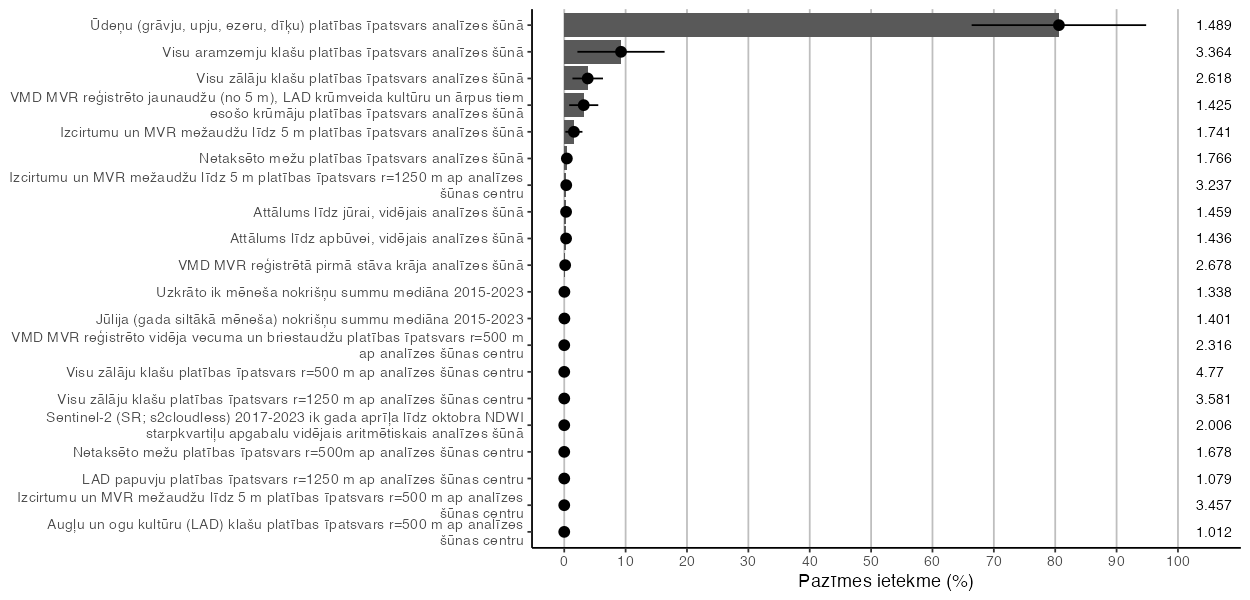 Ūdeņu (grāvju, upju, ezeru, dīķu) platības īpatsvars analīzes šūnā 1.489
Visu aramzemju klašu platības īpatsvars analīzes šūnā 3.364
Visu zālāju klašu platības īpatsvars analīzes šūnā 2.618
VMD MVR reģistrēto jaunaudžu (no 5 m), LAD krūmveida kultūru un ārpus tiem
esošo krūmāju platības īpatsvars analīzes šūnā 1.425
Izcirtumu un MVR mežaudžu līdz 5 m platības īpatsvars analīzes šūnā 1.741
Netaksēto mežu platības īpatsvars analīzes šūnā 1.766
Izcirtumu un MVR mežaudžu līdz 5 m platības īpatsvars r=1250 m ap analīzes
šūnas centru 3.237
Attālums līdz jūrai, vidējais analīzes šūnā 1.459
Attālums līdz apbūvei, vidējais analīzes šūnā 1.436
VMD MVR reģistrētā pirmā stāva krāja analīzes šūnā 2.678
Uzkrāto ik mēneša nokrišņu summu mediāna 2015-2023 1.338
Jūlija (gada siltākā mēneša) nokrišņu summu mediāna 2015-2023 1.401
VMD MVR reģistrēto vidēja vecuma un briestaudžu platības īpatsvars r=500 m
ap analīzes šūnas centru 2.316
Visu zālāju klašu platības īpatsvars r=500 m ap analīzes šūnas centru 4.77
Visu zālāju klašu platības īpatsvars r=1250 m ap analīzes šūnas centru 3.581
Sentinel-2 (SR; s2cloudless) 2017-2023 ik gada aprīļa līdz oktobra NDWI
starpkvartiļu apgabalu vidējais aritmētiskais analīzes šūnā 2.006
Netaksēto mežu platības īpatsvars r=500m ap analīzes šūnas centru 1.678
LAD papuvju platības īpatsvars r=1250 m ap analīzes šūnas centru 1.079
Izcirtumu un MVR mežaudžu līdz 5 m platības īpatsvars r=500 m ap analīzes
šūnas centru 3.457
Augļu un ogu kultūru (LAD) klašu platības īpatsvars r=500 m ap analīzes
šūnas centru 1.012
0 10 20 30 40 50 60 70 80 90 100
Pazīmes ietekme (%)